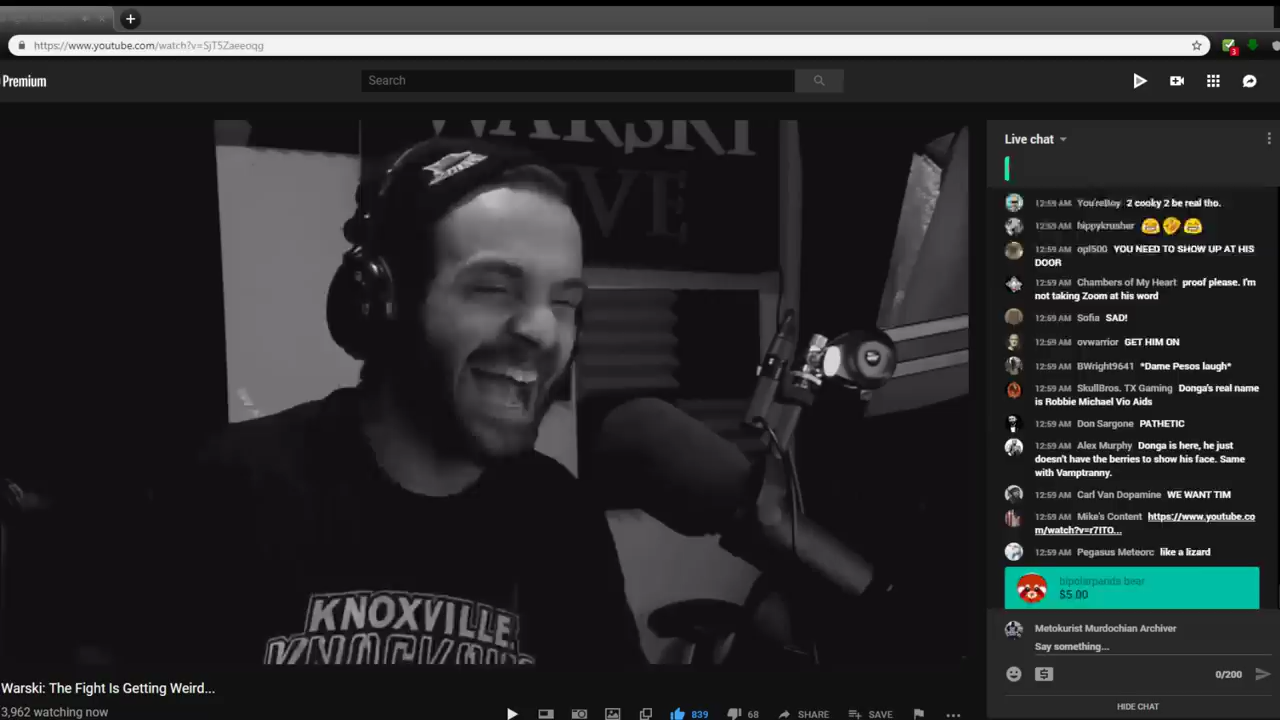 https://www.youtube.com/watch?v=SjT5Zaeeoqg
3
Premium
Search
WARSKI
LIVE
KNOXVILLE
Live chat
12:59 AM You'reBoy 2 cooky 2 be real tho.
12:59 AM hippykrusher
12:59 AM opl500 YOU NEED TO SHOW UP AT HIS
DOOR
12:59 AM Chambers of My Heart proof please. I'm
not taking Zoom at his word
12:59 AM Sofia SAD!
12:59 AM ovwarrior GET HIM ON
12:59 AM BWright9641 *Dame Pesos laugh*
12:59 AM SkullBros. TX Gaming Donga's real name
is Robbie Michael Vio Aids
12:59 AM Don Sargone PATHETIC
12:59 AM Alex Murphy Donga is here, he just
doesn't have the berries to show his face. Same
with Vamptranny.
12:59 AM Carl Van Dopamine WE WANT TIM
12:59 AM Mike's Content https://www.youtube.co
m/watch?v=r7ITO...
12:59 AM Pegasus Meteorc like a lizard
bipolarpanda bear
$5.00
Metokurist Murdochian Archiver
Say something...
0/200
HIDE CHAT
Warski: The Fight Is Getting Weird...
3,962 watching now
839
68
SHARE
SAVE